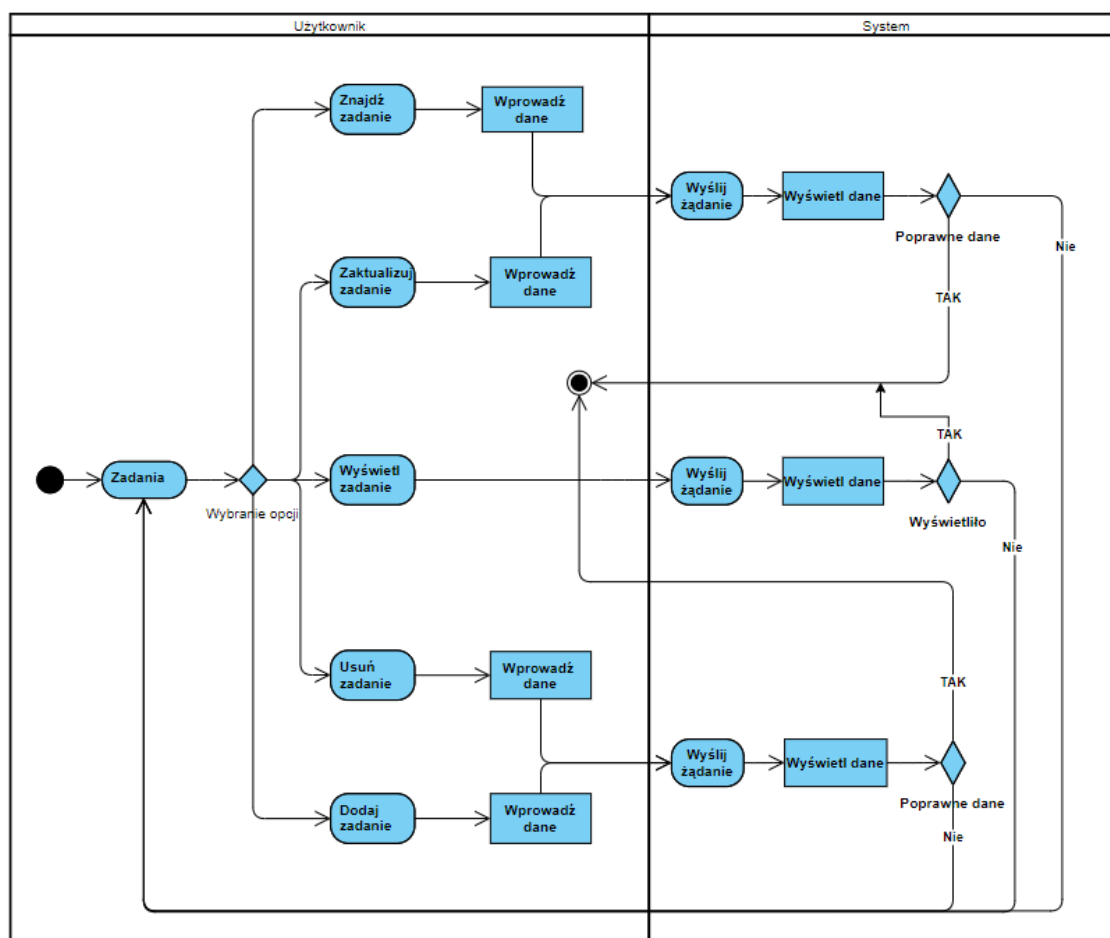 Użytkownik
System
Znajdź
zadanie
Wprowadź
dane
Wyślij
żądanie
Wyświetl dane
Poprawne dane
Nie
TAK
Zaktualizuj
zadanie
Wprowadź
dane
Zadania
Wybranie opcji
Wyświetl
zadanie
Wyślij
żądanie
Wyświetl dane
TAK
Wyświetliło
Nie
Usuń
zadanie
Wprowadź
dane
TAK
Wyślij
żądanie
Wyświetl dane
Poprawne dane
Nie
Dodaj
zadanie
Wprowadź
dane